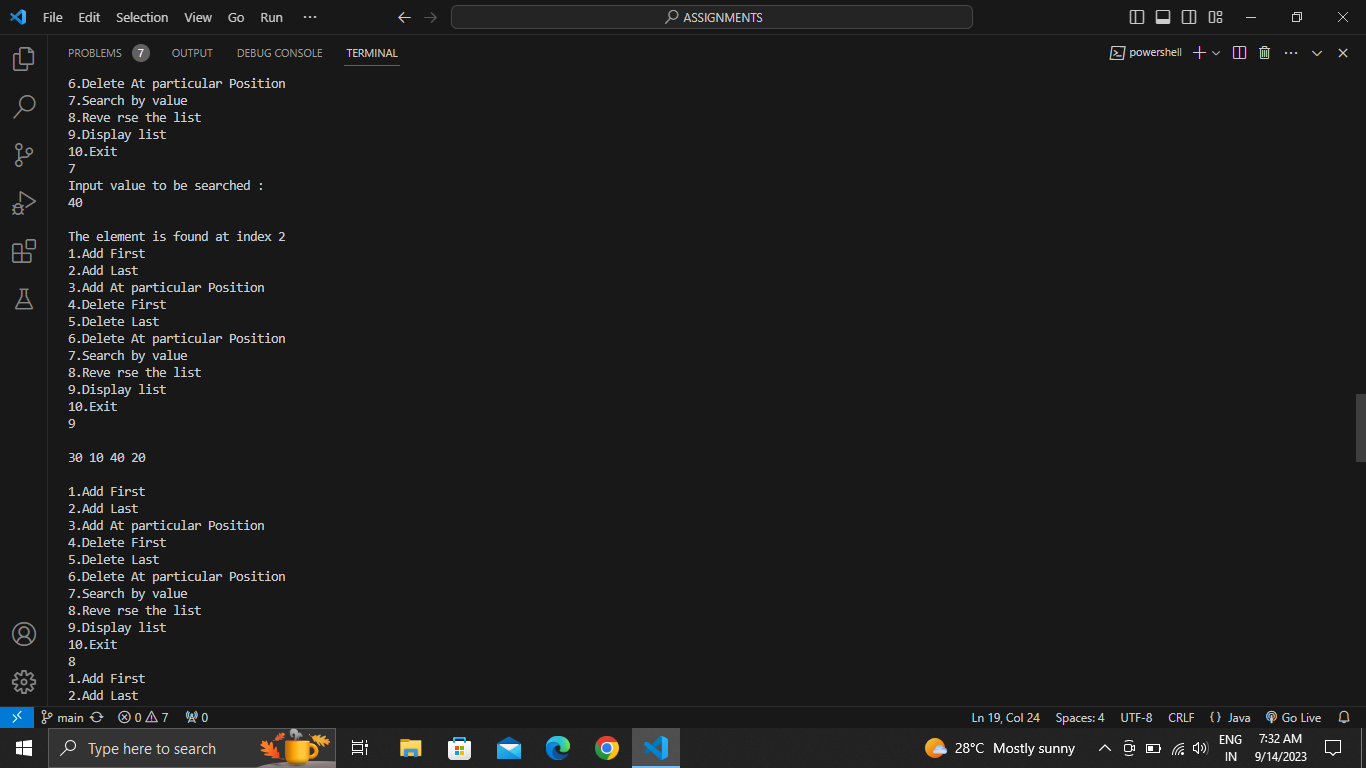 File Edit Selection View Go Run ··· ASSIGNMENTS
PROBLEMS 7 OUTPUT DEBUG CONSOLE TERMINAL powershell
6.Delete At particular Position
7.Search by value
8.Reve rse the list
9.Display list
10.Exit
7
Input value to be searched :
40
The element is found at index 2
1.Add First
2.Add Last
3.Add At particular Position
4.Delete First
5.Delete Last
6.Delete At particular Position
7.Search by value
8.Reve rse the list
9.Display list
10.Exit
9
30 10 40 20
1.Add First
2.Add Last
3.Add At particular Position
4.Delete First
5.Delete Last
6.Delete At particular Position
7.Search by value
8.Reve rse the list
9.Display list
10.Exit
8
1.Add First
2.Add Last
main 0 7 0 Ln 19, Col 24 Spaces: 4 UTF-8 CRLF {} Java Go Live
Type here to search 28°C Mostly sunny ENG 7:32 AM
IN 9/14/2023